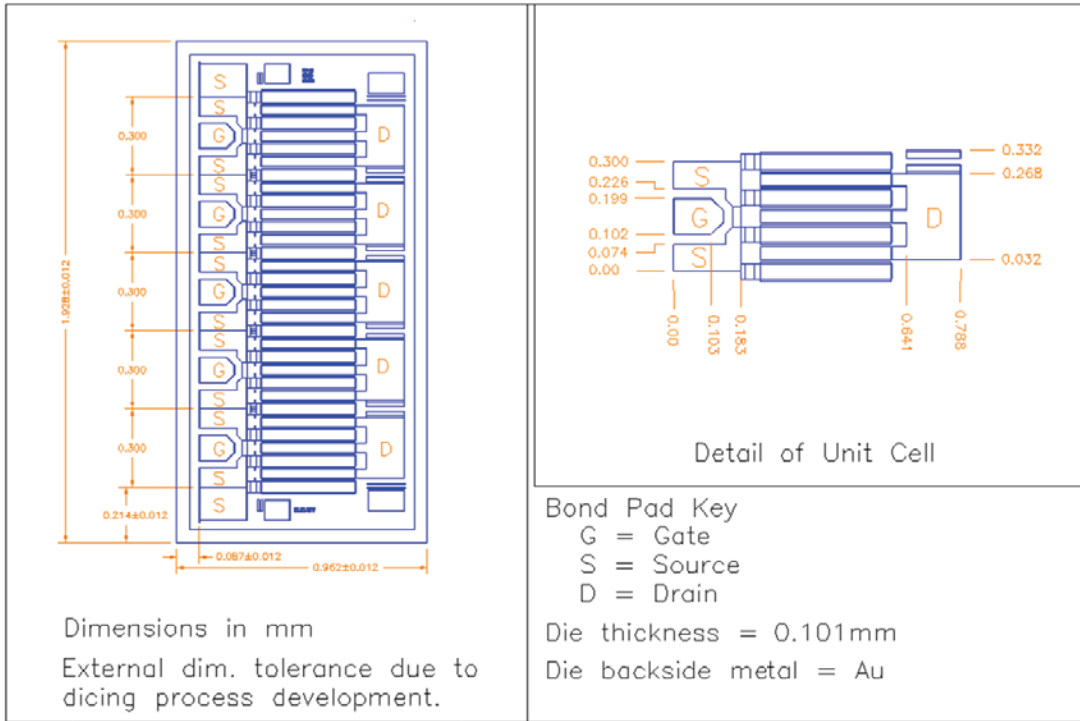 S
S
G
S
S
G
S
S
G
S
S
G
S
S
G
S
S
D
D
D
D
D
0.300
0.300
0.300
0.300
0.300
1.928±0.012
0.214±0.012
0.087±0.012
0.962±0.012
Dimensions in mm
External dim. tolerance due to
dicing process development.
0.300
0.226
0.199
0.102
0.074
0.00
S
G
S
D
0.332
0.268
0.032
0.00
0.103
0.183
0.641
0.788
Detail of Unit Cell
Bond Pad Key
G = Gate
S = Source
D = Drain
Die thickness = 0.101mm
Die backside metal = Au